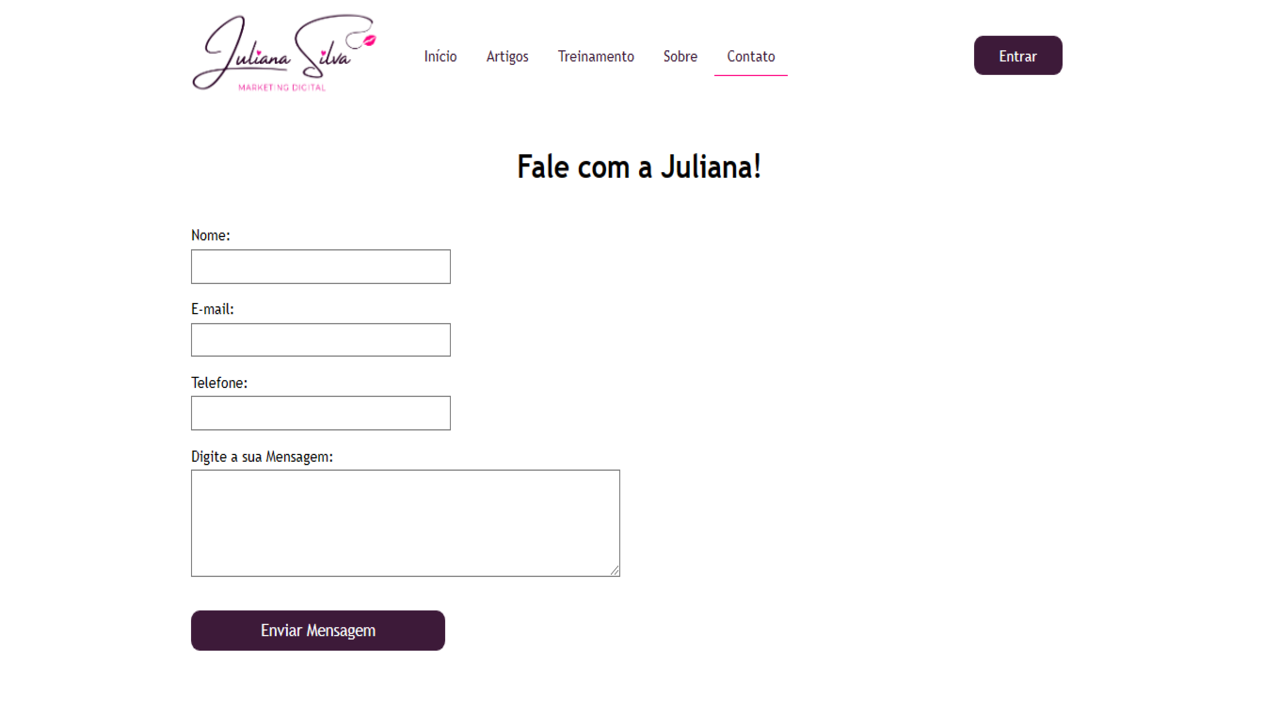 Juliana Silva
MARKETING DIGITAL
Início Artigos Treinamento Sobre Contato
Entrar
Fale com a Juliana!
Nome:
E-mail:
Telefone:
Digite a sua Mensagem:
Enviar Mensagem